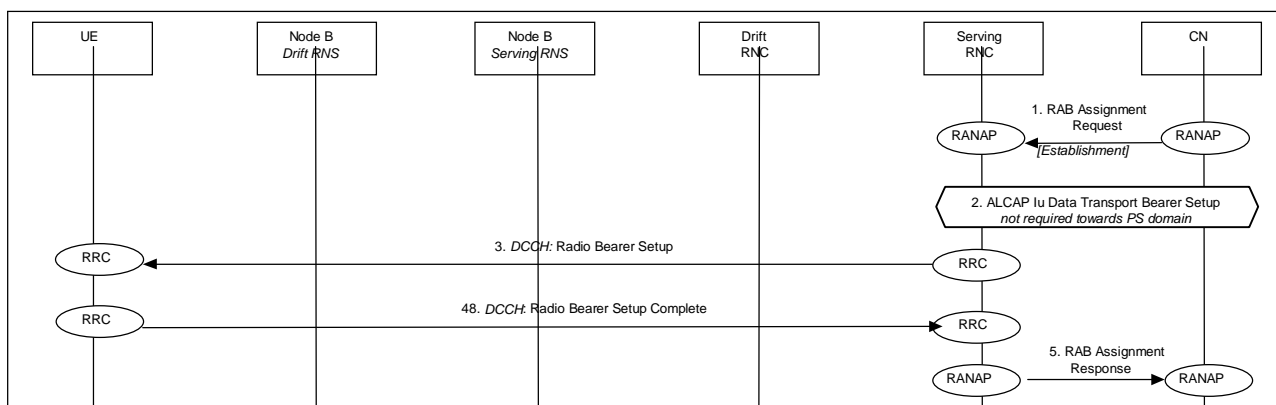 UE
Node B
Drift RNS
Node B
Serving RNS
Drift
RNC
Serving
RNC
CN
1. RAB Assignment
Request
RANAP
RANAP
[Establishment]
2. ALCAP Iu Data Transport Bearer Setup
not required towards PS domain
3. DCCH: Radio Bearer Setup
RRC
RRC
48. DCCH: Radio Bearer Setup Complete
RRC
RRC
5. RAB Assignment
Response
RANAP
RANAP